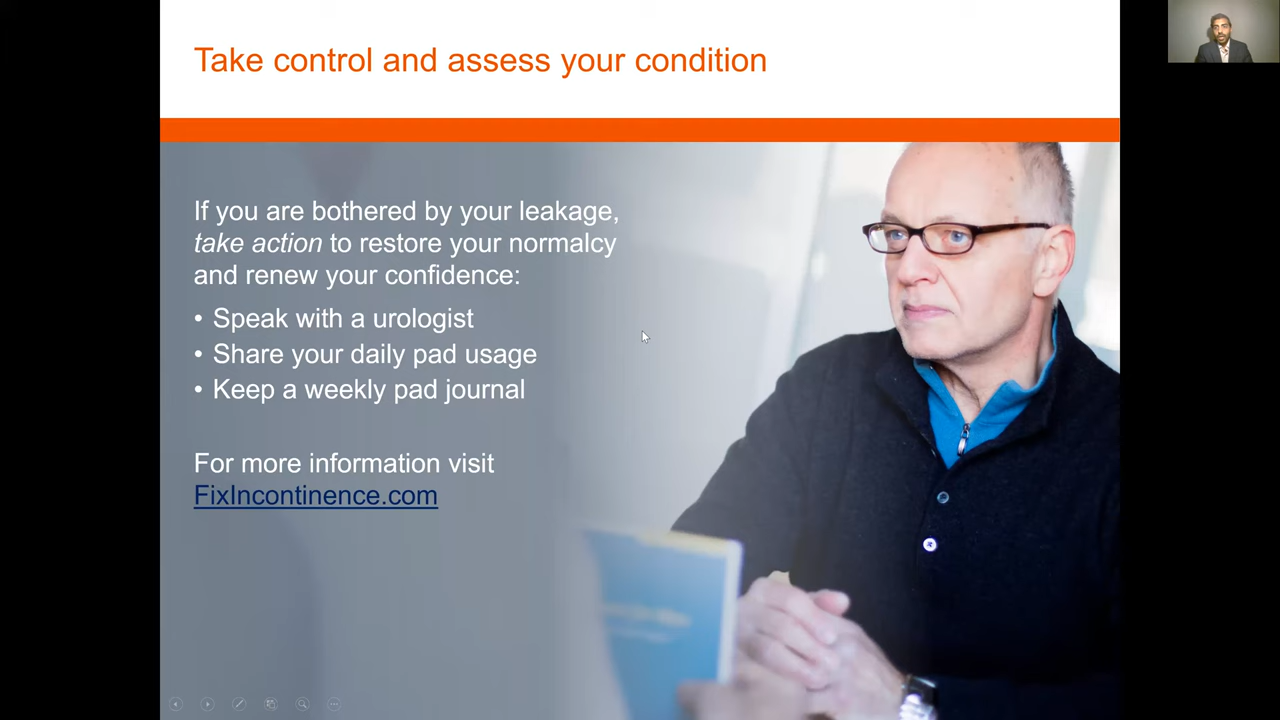 Take control and assess your condition
If you are bothered by your leakage,
take action to restore your normalcy
and renew your confidence:
• Speak with a urologist
• Share your daily pad usage
• Keep a weekly pad journal
For more information visit
FixIncontinence.com